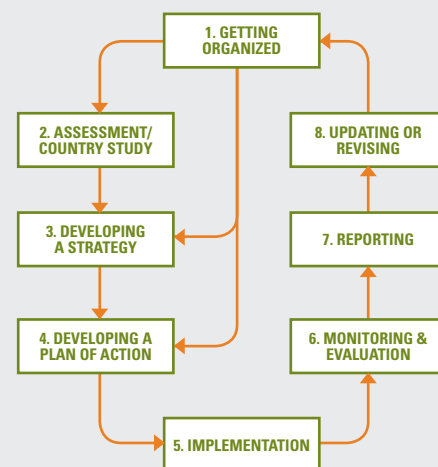 1. GETTING
ORGANIZED
2. ASSESSMENT/
COUNTRY STUDY
3. DEVELOPING
A STRATEGY
4. DEVELOPING A
PLAN OF ACTION
5. IMPLEMENTATION
6. MONITORING &
EVALUATION
7. REPORTING
8. UPDATING OR
REVISING